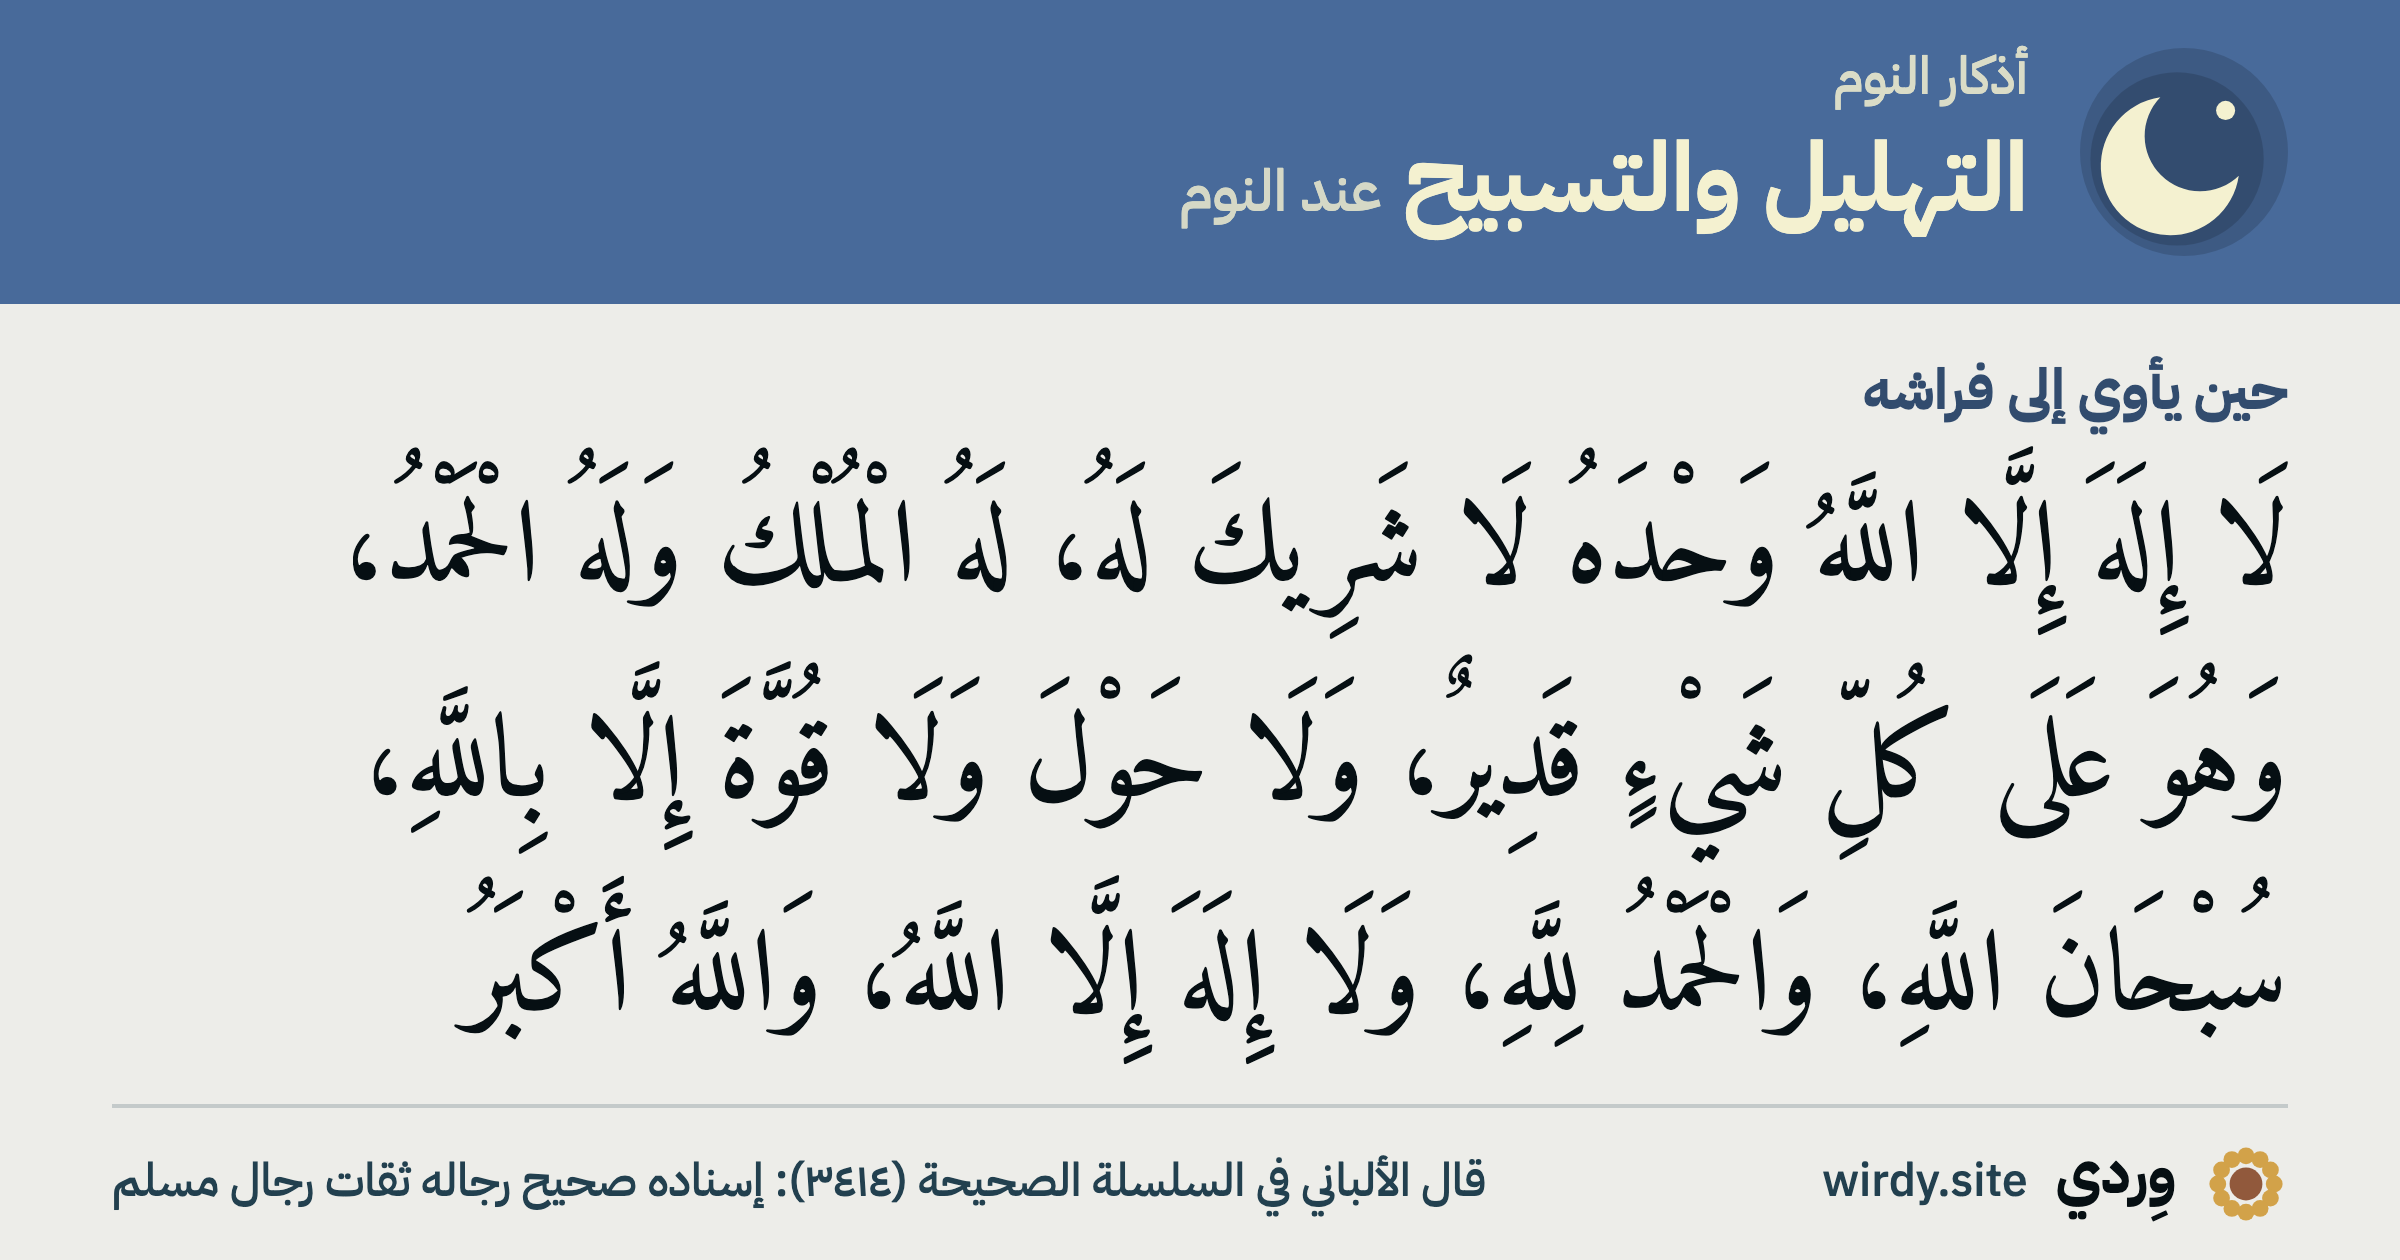 أذكار النوم
التهليل والتسبيح عند النوم
حين يأوي إلى فراشه
لَا إِلَهَ إِلَّا اللَّهُ وَحْدَهُ لَا شَرِيكَ لَهُ، لَهُ الْمُلْكُ وَلَهُ الْحَمْدُ،
وَهُوَ عَلَى كُلِّ شَيْءٍ قَدِيرٌ، وَلَا حَوْلَ وَلَا قُوَّةَ إِلَّا بِاللَّهِ،
سُبْحَانَ اللَّهِ، وَالْحَمْدُ لِلَّهِ، وَلَا إِلَهَ إِلَّا اللَّهُ، وَاللَّهُ أَكْبَرُ
وِردي wirdy.site قال الألباني في السلسلة الصحيحة (٣٤١٤): إسناده صحيح رجاله ثقات رجال مسلم